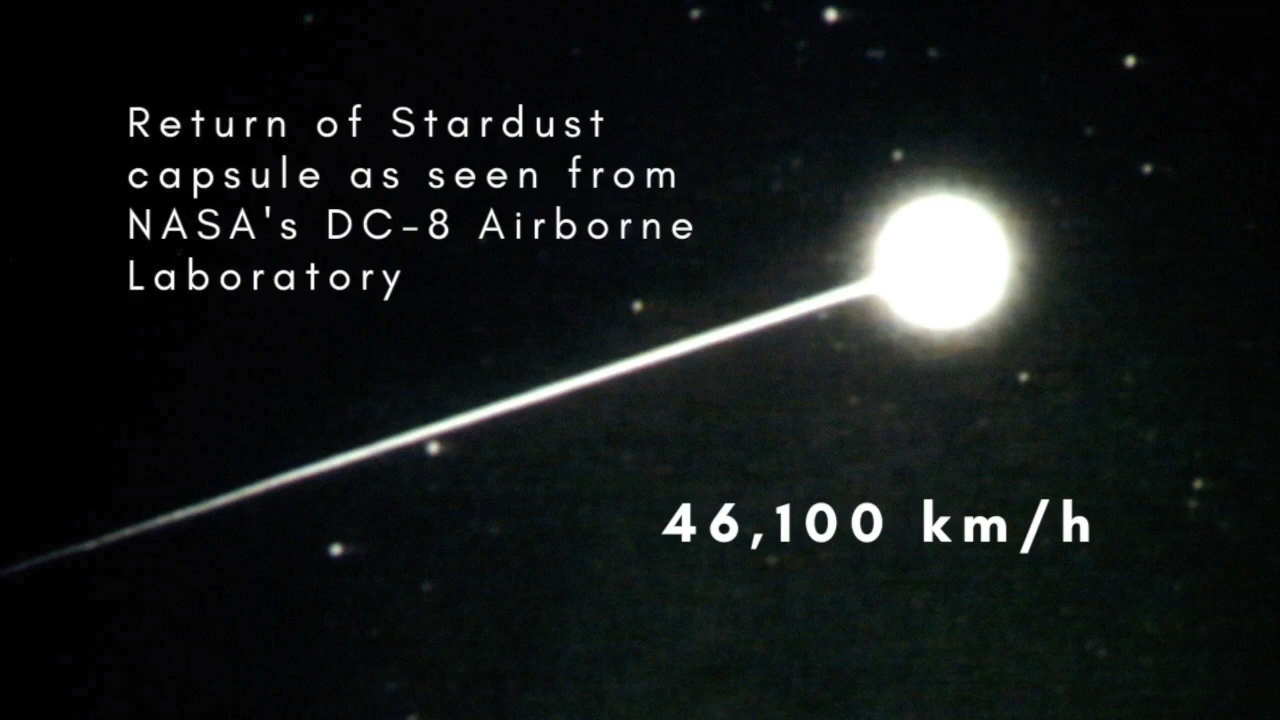 Return of Stardust
capsule as seen from
NASA's DC-8 Airborne
Laboratory
46,100 km/h